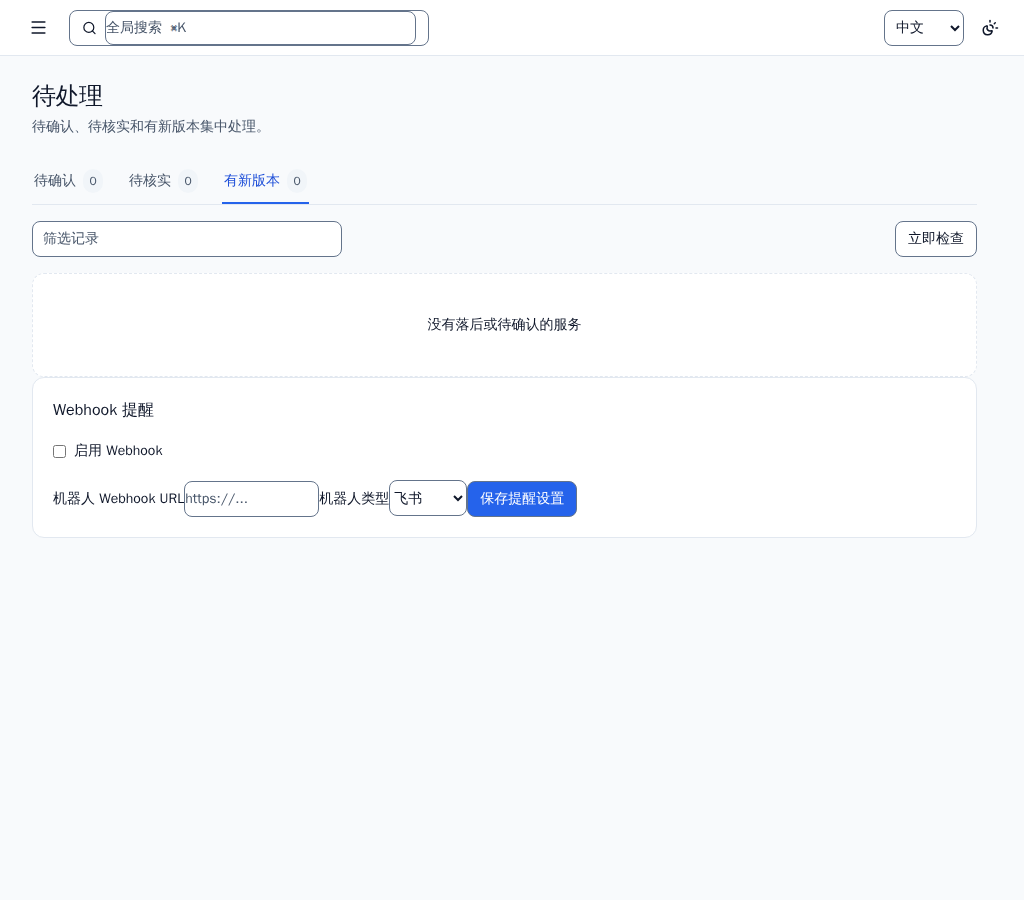 全局搜索 ⌘K
中文
待处理
待确认、待核实和有新版本集中处理。
待确认 0 待核实 0 有新版本 0
筛选记录
立即检查
没有落后或待确认的服务
Webhook 提醒
启用 Webhook
机器人 Webhook URL https://... 机器人类型 飞书 保存提醒设置